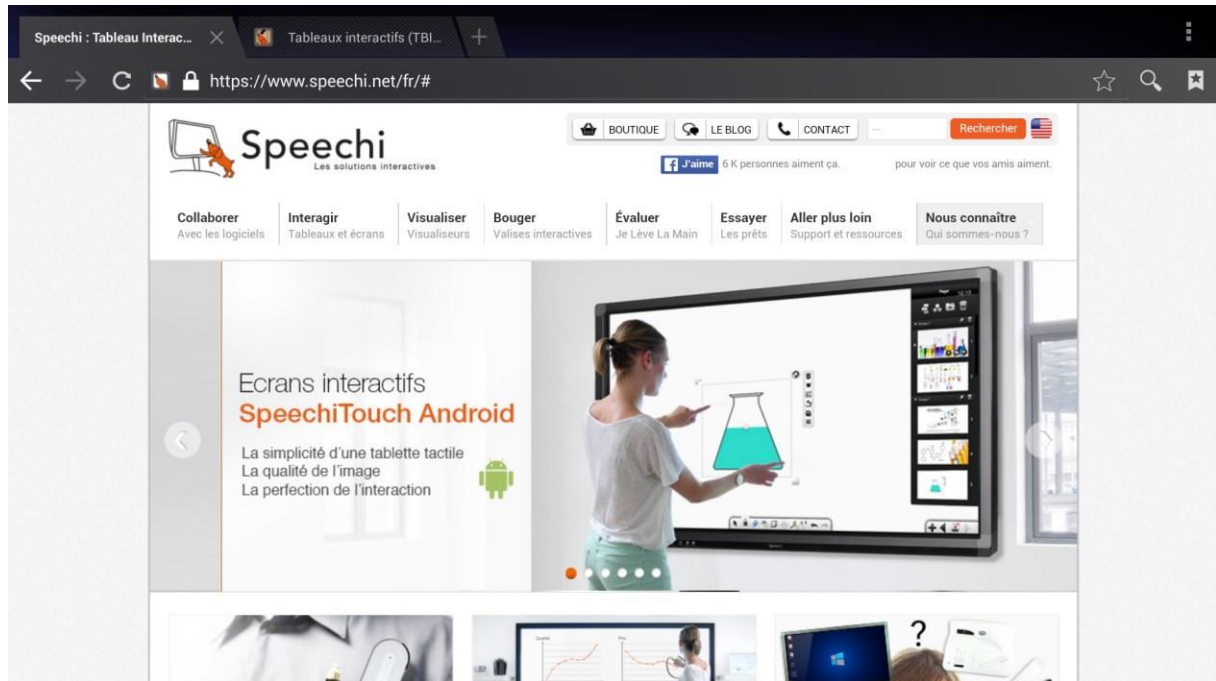 Speechi : Tableau Interac...
Tableaux interactifs (TBI...
https://www.speechi.net/fr/#
Speechi
Les solutions interactives
BOUTIQUE
LE BLOG
CONTACT
...
Rechercher
J'aime
6 K personnes aiment ça.
pour voir ce que vos amis aiment.
Collaborer
Avec les logiciels
Interagir
Tableaux et écrans
Visualiser
Visualiseurs
Bouger
Valises interactives
Évaluer
Je Lève La Main
Essayer
Les prêts
Aller plus loin
Support et ressources
Nous connaître
Qui sommes-nous ?
Ecrans interactifs
SpeechiTouch Android
La simplicité d'une tablette tactile
La qualité de l'image
La perfection de l'interaction
?